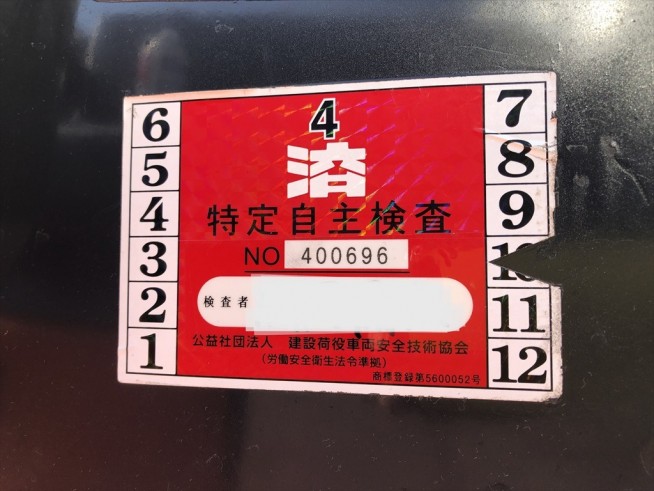 4
済
特定自主検査
NO 400696
検査者
公益社団法人 建設荷役車両安全技術協会
(労働安全衛生法令準拠)
商標登録第5600052号
6
5
4
3
2
1
7
8
9
11
12